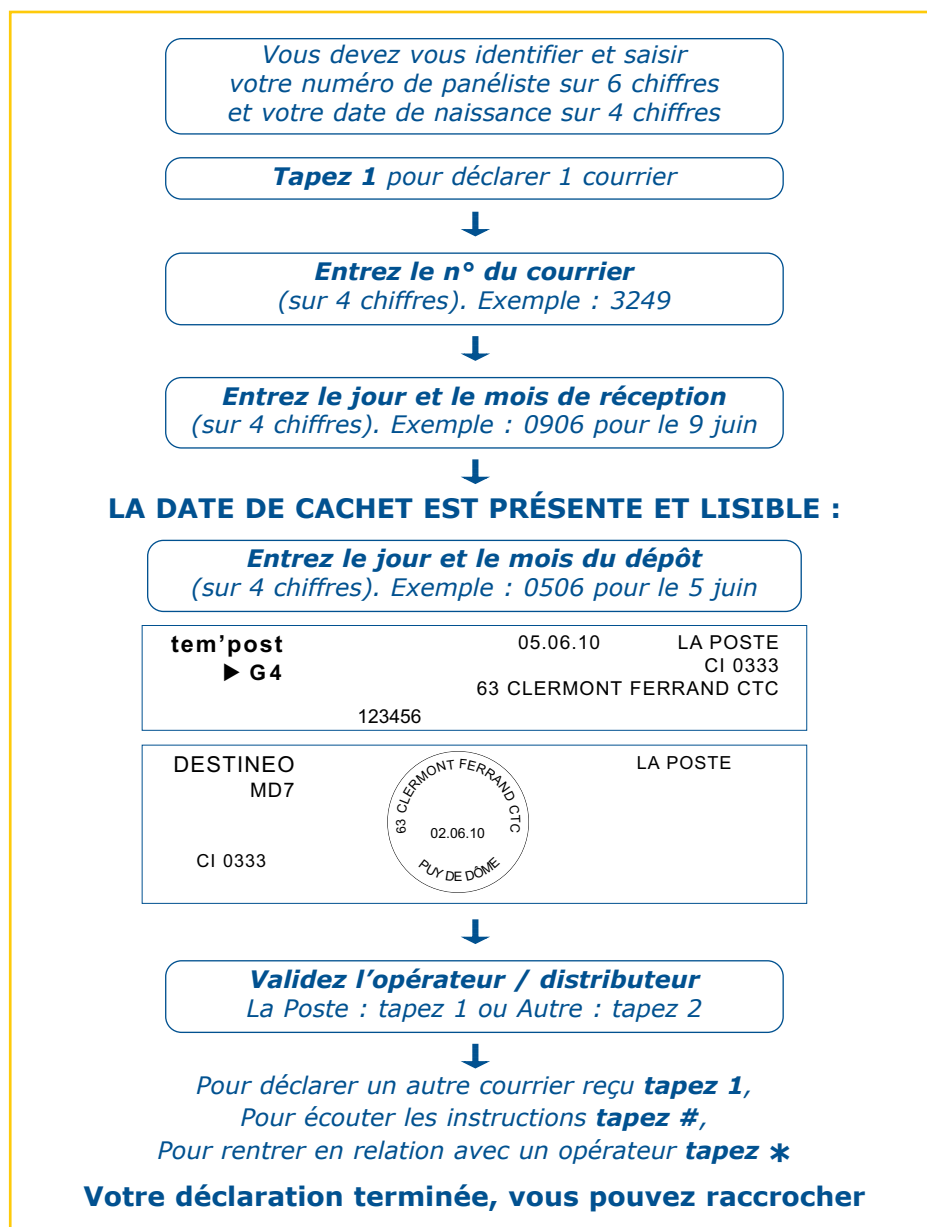 Vous devez vous identifier et saisir
votre numéro de panéliste sur 6 chiffres
et votre date de naissance sur 4 chiffres
Tapez 1 pour déclarer 1 courrier
Entrez le n° du courrier
(sur 4 chiffres). Exemple : 3249
Entrez le jour et le mois de réception
(sur 4 chiffres). Exemple : 0906 pour le 9 juin
LA DATE DE CACHET EST PRÉSENTE ET LISIBLE :
Entrez le jour et le mois du dépôt
(sur 4 chiffres). Exemple : 0506 pour le 5 juin
tem’post 05.06.10 LA POSTE
▶ G4 CI 0333
63 CLERMONT FERRAND CTC
123456
DESTINEO LA POSTE
MD7
63 CLERMONT FERRAND CTC
02.06.10
PUY DE DÔME
CI 0333
Validez l’opérateur / distributeur
La Poste : tapez 1 ou Autre : tapez 2
Pour déclarer un autre courrier reçu tapez 1,
Pour écouter les instructions tapez #,
Pour rentrer en relation avec un opérateur tapez *
Votre déclaration terminée, vous pouvez raccrocher